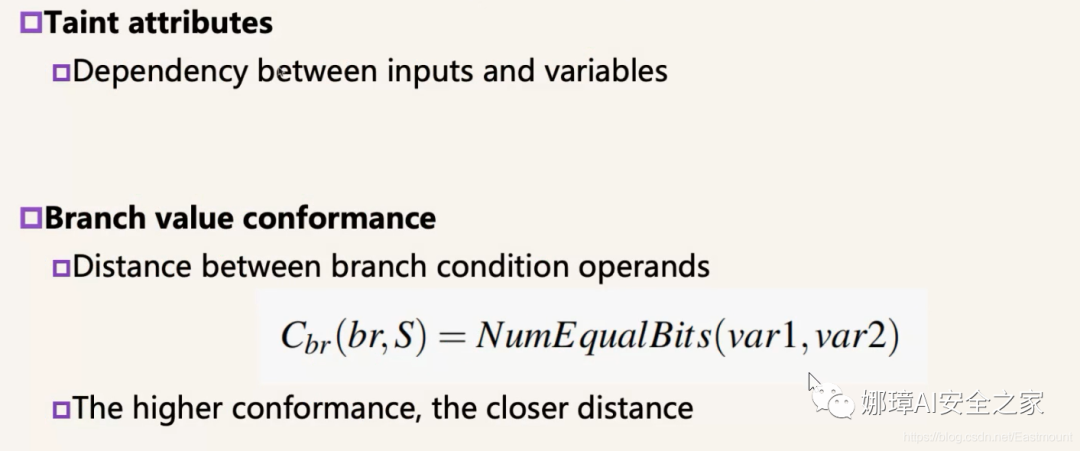 Taint attributes
Dependency between inputs and variables
Branch value conformance
Distance between branch condition operands
C_br(br,S) = NumEqualBits(var1,var2)
The higher conformance, the closer distance
娜璋AI安全之家
https://blog.csdn.net/Eastmount